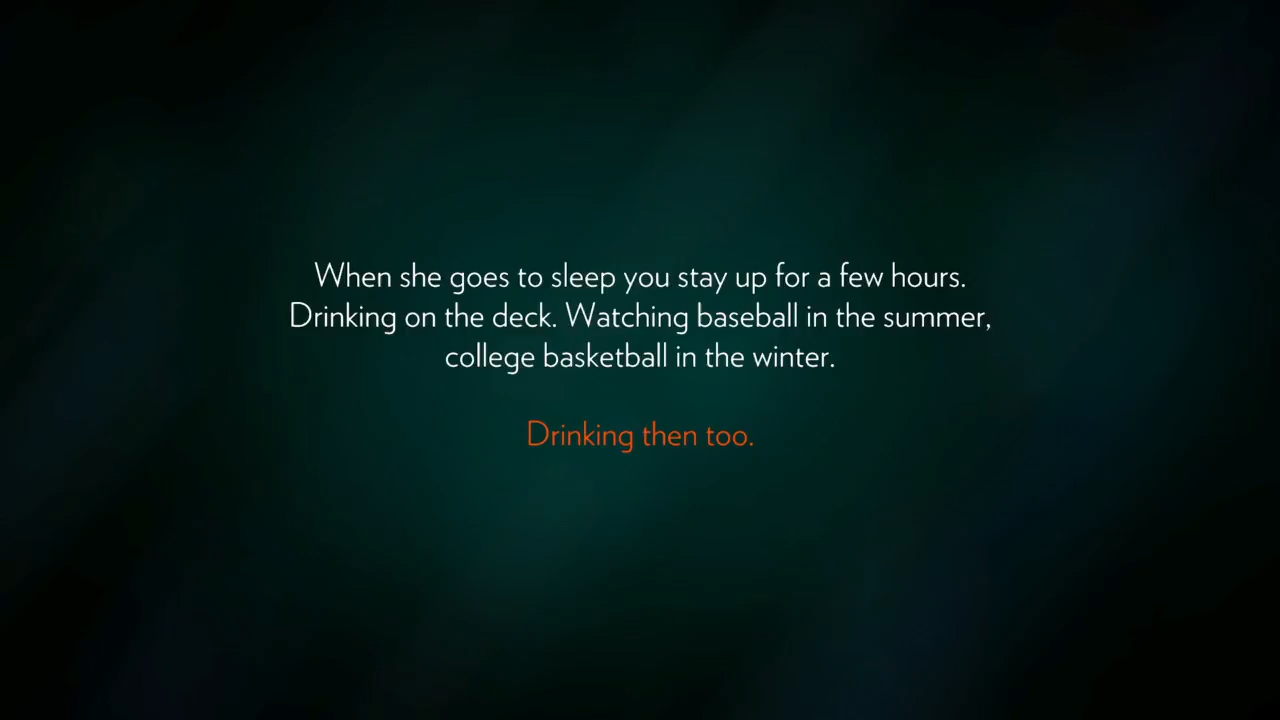 When she goes to sleep you stay up for a few hours.
Drinking on the deck. Watching baseball in the summer,
college basketball in the winter.
Drinking then too.